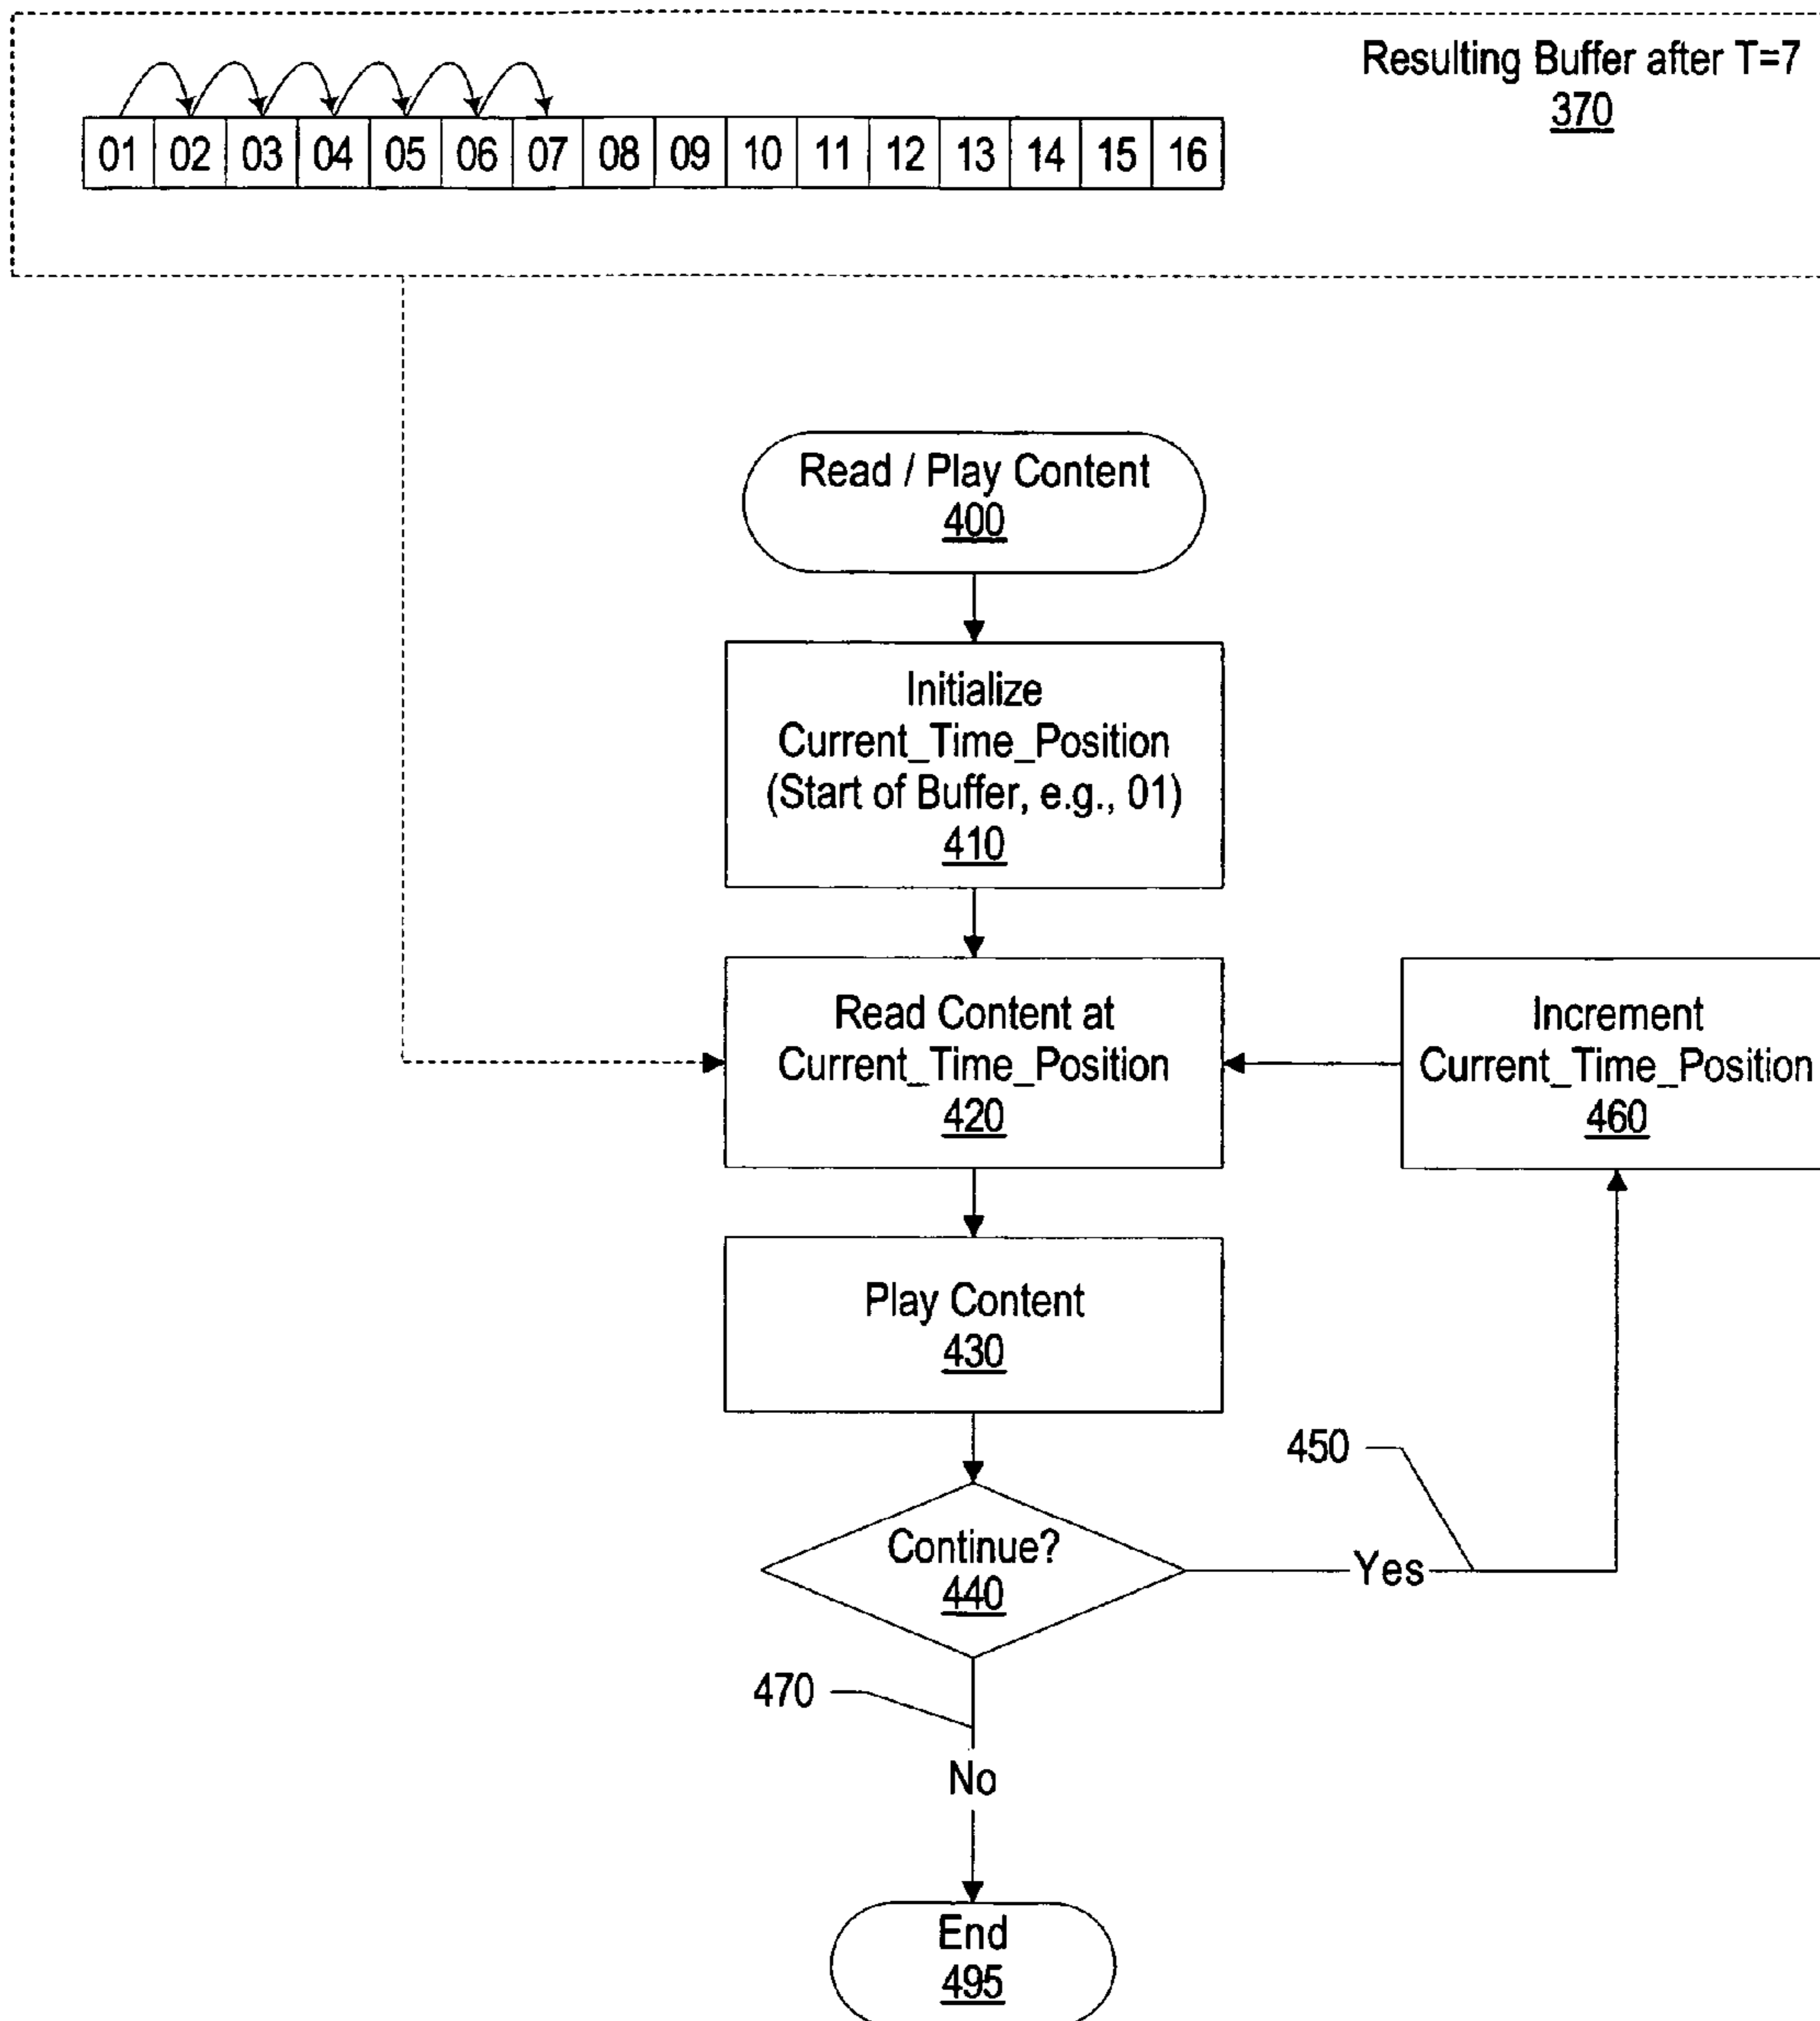 Resulting Buffer after T=7
370
01 02 03 04 05 06 07 08 09 10 11 12 13 14 15 16
Read / Play Content
400
Initialize
Current_Time_Position
(Start of Buffer, e.g., 01)
410
Read Content at
Current_Time_Position
420
Increment
Current_Time_Position
460
Play Content
430
450
Continue?
440
Yes
470
No
End
495